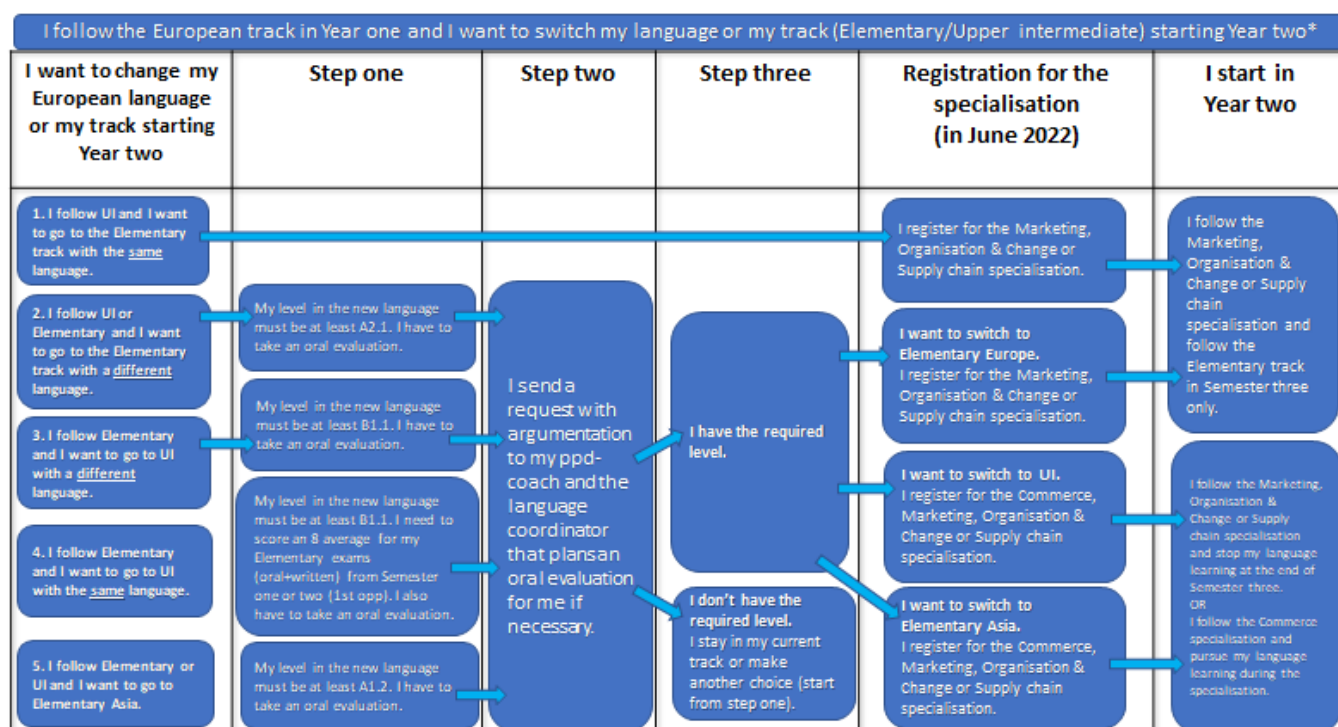 I follow the European track in Year one and I want to switch my language or my track (Elementary/Upper intermediate) starting Year two*
I want to change my
European language
or my track starting
Year two
Step one
Step two
Step three
Registration for the
specialisation
(in June 2022)
I start in
Year two
1. I follow UI and I want
to go to the Elementary
track with the same
language.
2. I follow UI or
Elementary and I want
to go to the Elementary
track with a different
language.
3. I follow Elementary
and I want to go to UI
with a different
language.
4. I follow Elementary
and I want to go to UI
with the same language.
5. I follow Elementary or
UI and I want to go to
Elementary Asia.
My level in the new language
must be at least A2.1. I have to
take an oral evaluation.
My level in the new language
must be at least B1.1. I have to
take an oral evaluation.
My level in the new language
must be at least B1.1. I need to
score an 8 average for my
Elementary exams
(oral+written) from Semester
one or two (1st opp). I also
have to take an oral evaluation.
My level in the new language
must be at least A1.2. I have to
take an oral evaluation.
I send a
request with
argumentation
to my ppd-
coach and the
language
coordinator
that plans an
oral evaluation
for me if
necessary.
I have the required
level.
I don't have the
required level.
I stay in my current
track or make
another choice (start
from step one).
I register for the Marketing,
Organisation & Change or
Supply chain specialisation.
I want to switch to
Elementary Europe.
I register for the Marketing,
Organisation & Change or
Supply chain specialisation.
I want to switch to UI.
I register for the Commerce,
Marketing, Organisation &
Change or Supply chain
specialisation.
I want to switch to
Elementary Asia.
I register for the Commerce,
Marketing, Organisation &
Change or Supply chain
specialisation.
I follow the
Marketing,
Organisation &
Change or Supply
chain
specialisation and
follow the
Elementary track
in Semester three
only.
I follow the Marketing,
Organisation &
Change or Supply
chain specialisation
and stop my language
learning at the end of
Semester three.
OR
I follow the Commerce
specialisation and
pursue my language
learning during the
specialisation.